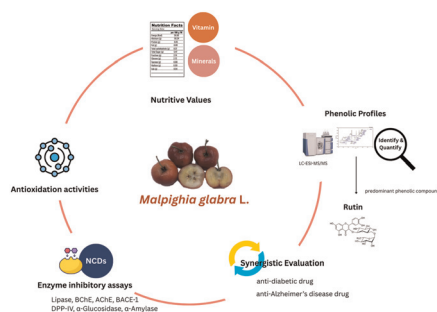 Nutrition Facts
Vitamin
Minerals
Nutritive Values
Phenolic Profiles
Identify &
Quantify
LC-ESI-MS/MS
predominant phenolic compound
Rutin
Antioxidation activities
Malpighia glabra L.
NCDs
Enzyme inhibitory assays
Lipase, BChE, AChE, BACE-1
DPP-IV, α-Glucosidase, α-Amylase
Synergistic Evaluation
anti-diabetic drug
anti-Alzheimer's disease drug